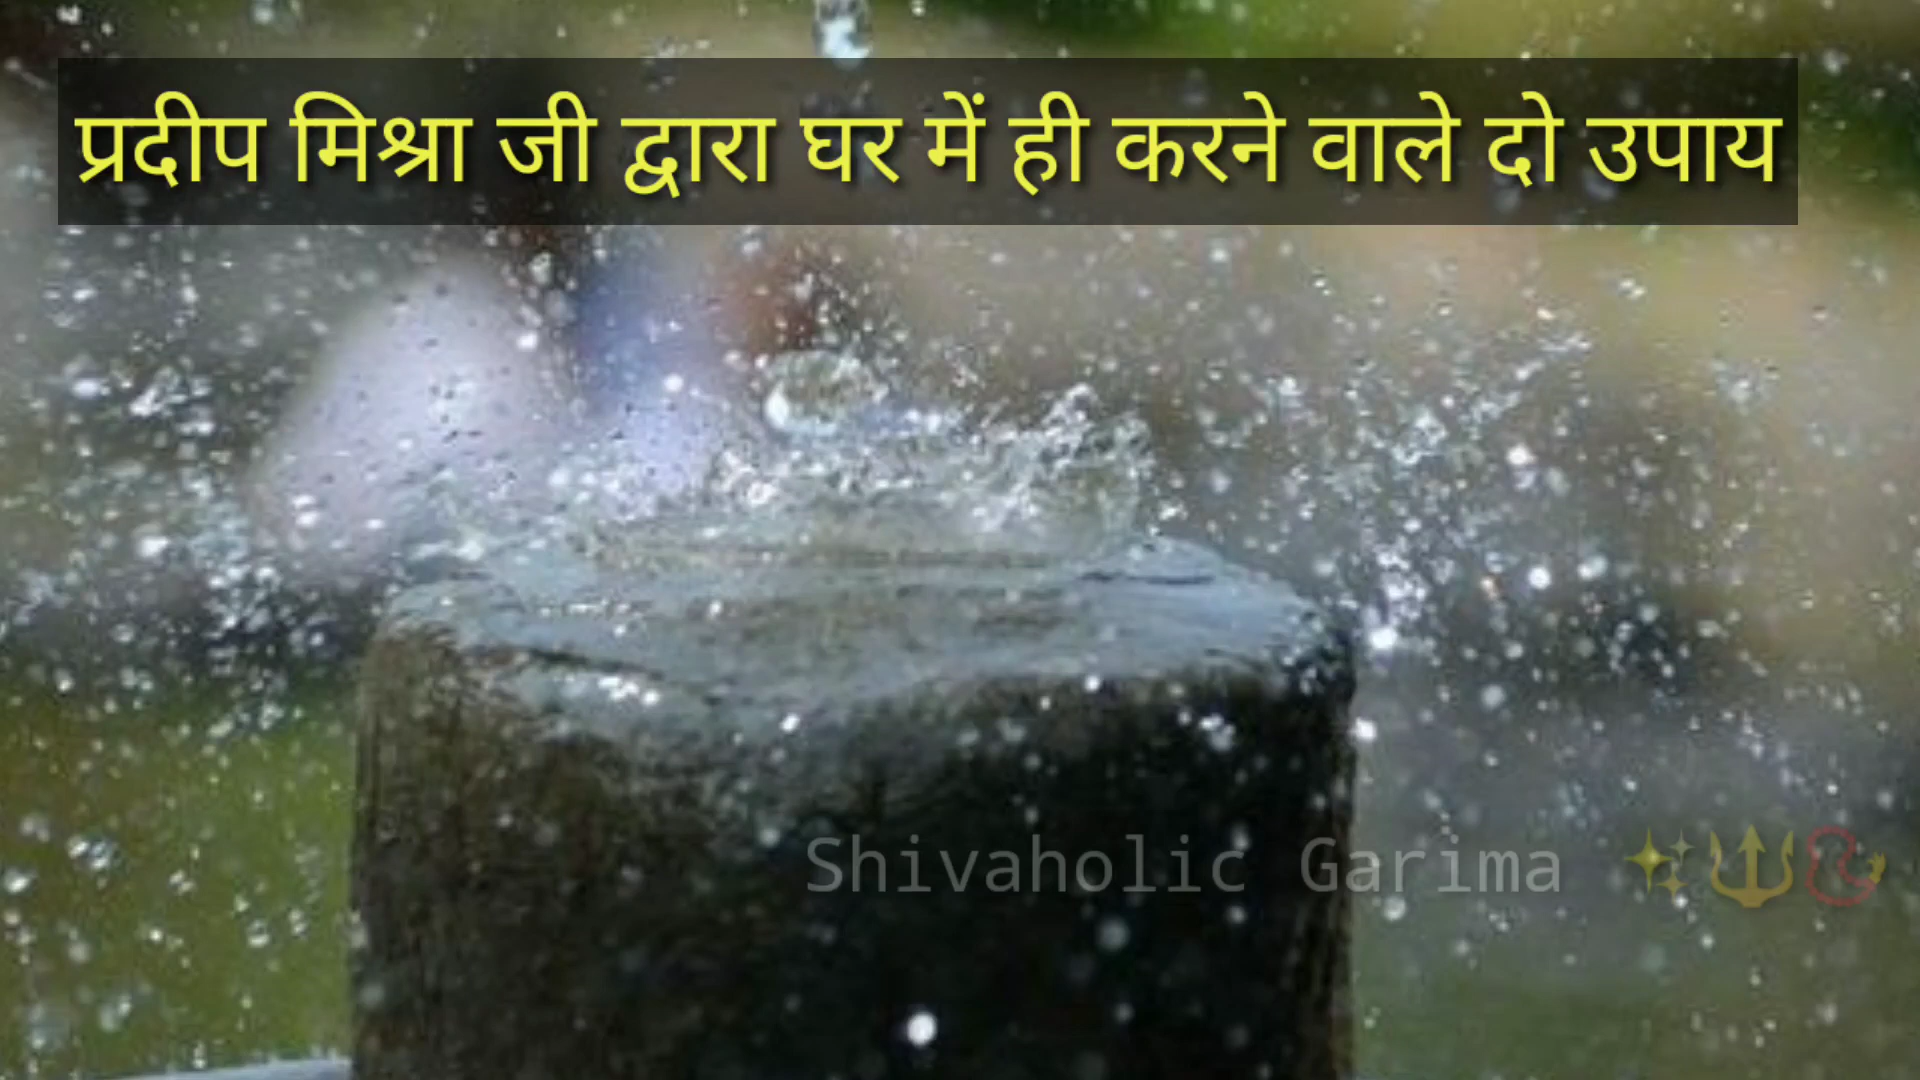 प्रदीप मिश्रा जी द्वारा घर में ही करने वाले दो उपाय
Shivaholic Garima ✨🔱📿